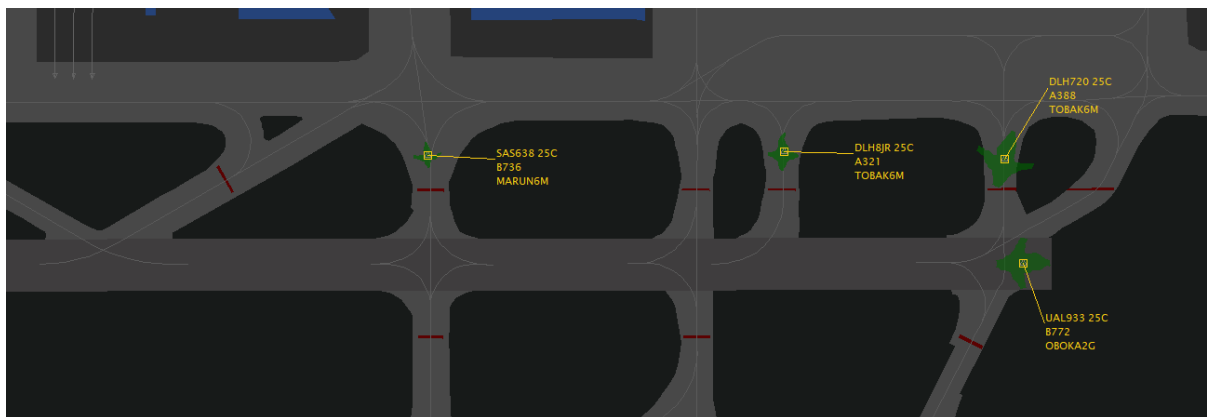 DLH720 25C
A388
TOBAK6M
SAS638 25C
B736
MARUN6M
DLH8JR 25C
A321
TOBAK6M
UAL933 25C
B772
OBOKA2G